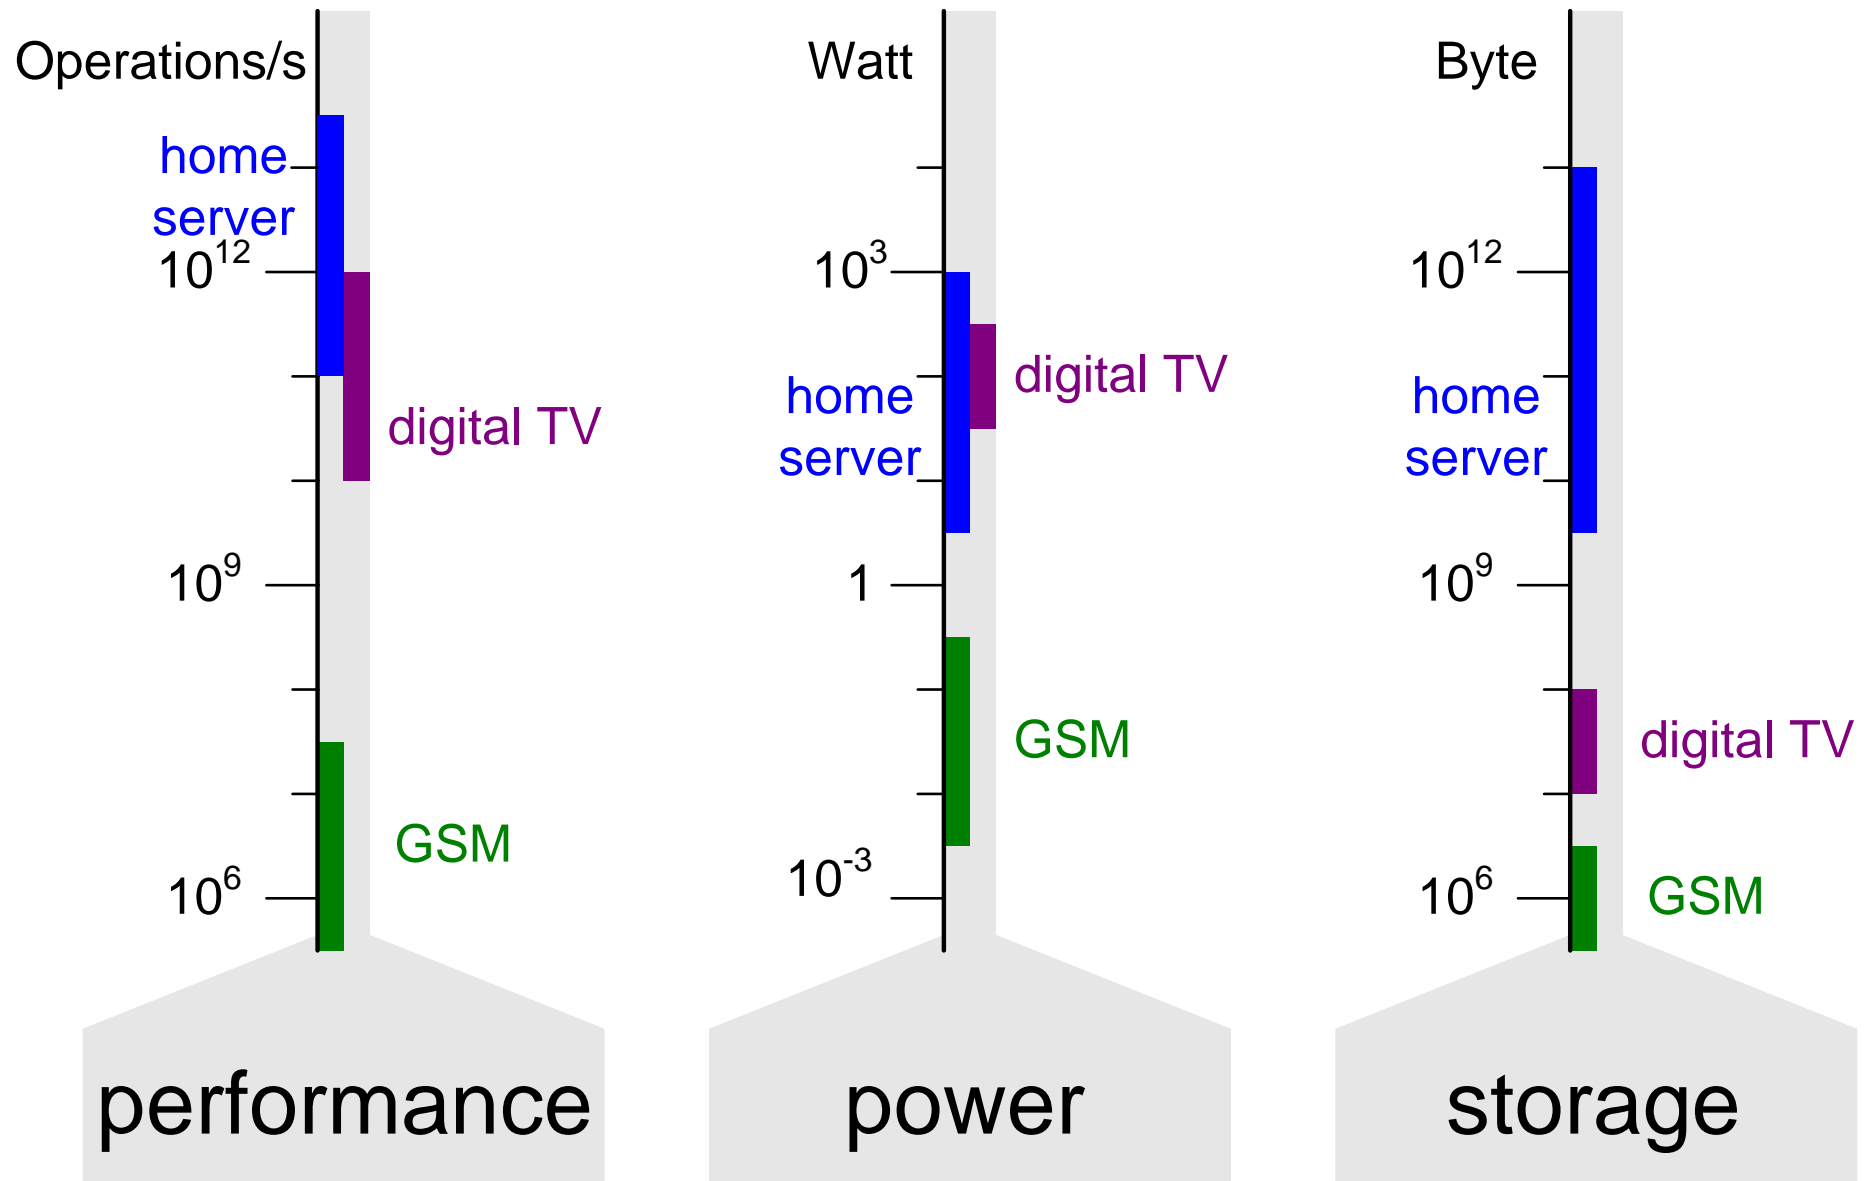 Operations/s
home
server
10^12
digital TV
10^9
GSM
10^6
performance
Watt
10^3
digital TV
home
server
1
GSM
10^-3
power
Byte
10^12
home
server
10^9
digital TV
10^6
GSM
storage